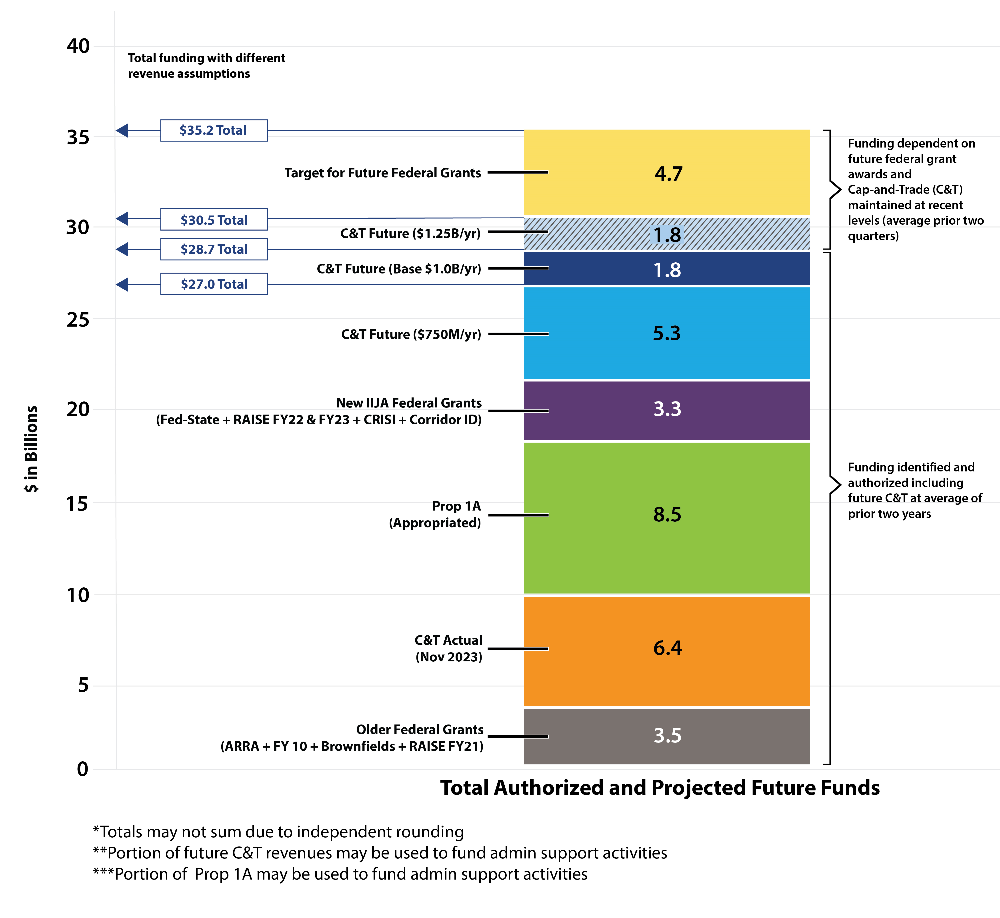 40
Total funding with different
revenue assumptions
$35.2 Total
35
Funding dependent on
future federal grant
awards and
Cap-and-Trade (C&T)
maintained at recent
levels (average prior two
quarters)
Target for Future Federal Grants
4.7
$30.5 Total
30
C&T Future ($1.25B/yr)
1.8
$28.7 Total
C&T Future (Base $1.0B/yr)
1.8
$27.0 Total
25
C&T Future ($750M/yr)
5.3
20
New IIJA Federal Grants
(Fed-State + RAISE FY22 & FY23 + CRISI + Corridor ID)
3.3
$ in Billions
Funding identified and
authorized including
future C&T at average of
prior two years
15
Prop 1A
(Appropriated)
8.5
10
C&T Actual
(Nov 2023)
6.4
5
Older Federal Grants
(ARRA + FY 10 + Brownfields + RAISE FY21)
3.5
0
Total Authorized and Projected Future Funds
*Totals may not sum due to independent rounding
**Portion of future C&T revenues may be used to fund admin support activities
***Portion of  Prop 1A may be used to fund admin support activities